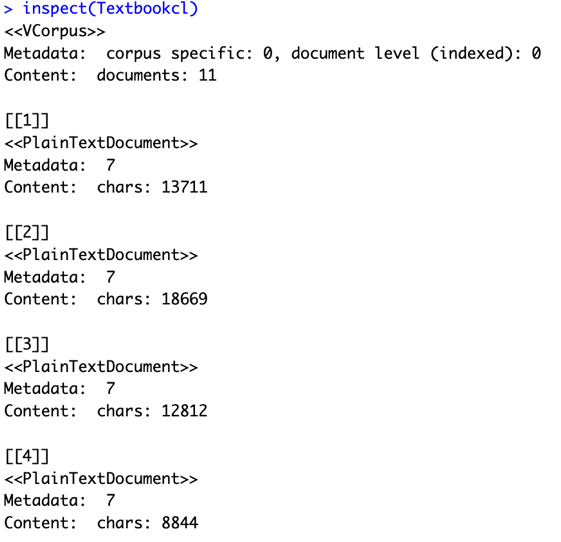 > inspect(Textbookcl)
<<VCorpus>>
Metadata:  corpus specific: 0, document level (indexed): 0
Content:  documents: 11

[[1]]
<<PlainTextDocument>>
Metadata:  7
Content:  chars: 13711

[[2]]
<<PlainTextDocument>>
Metadata:  7
Content:  chars: 18669

[[3]]
<<PlainTextDocument>>
Metadata:  7
Content:  chars: 12812

[[4]]
<<PlainTextDocument>>
Metadata:  7
Content:  chars: 8844